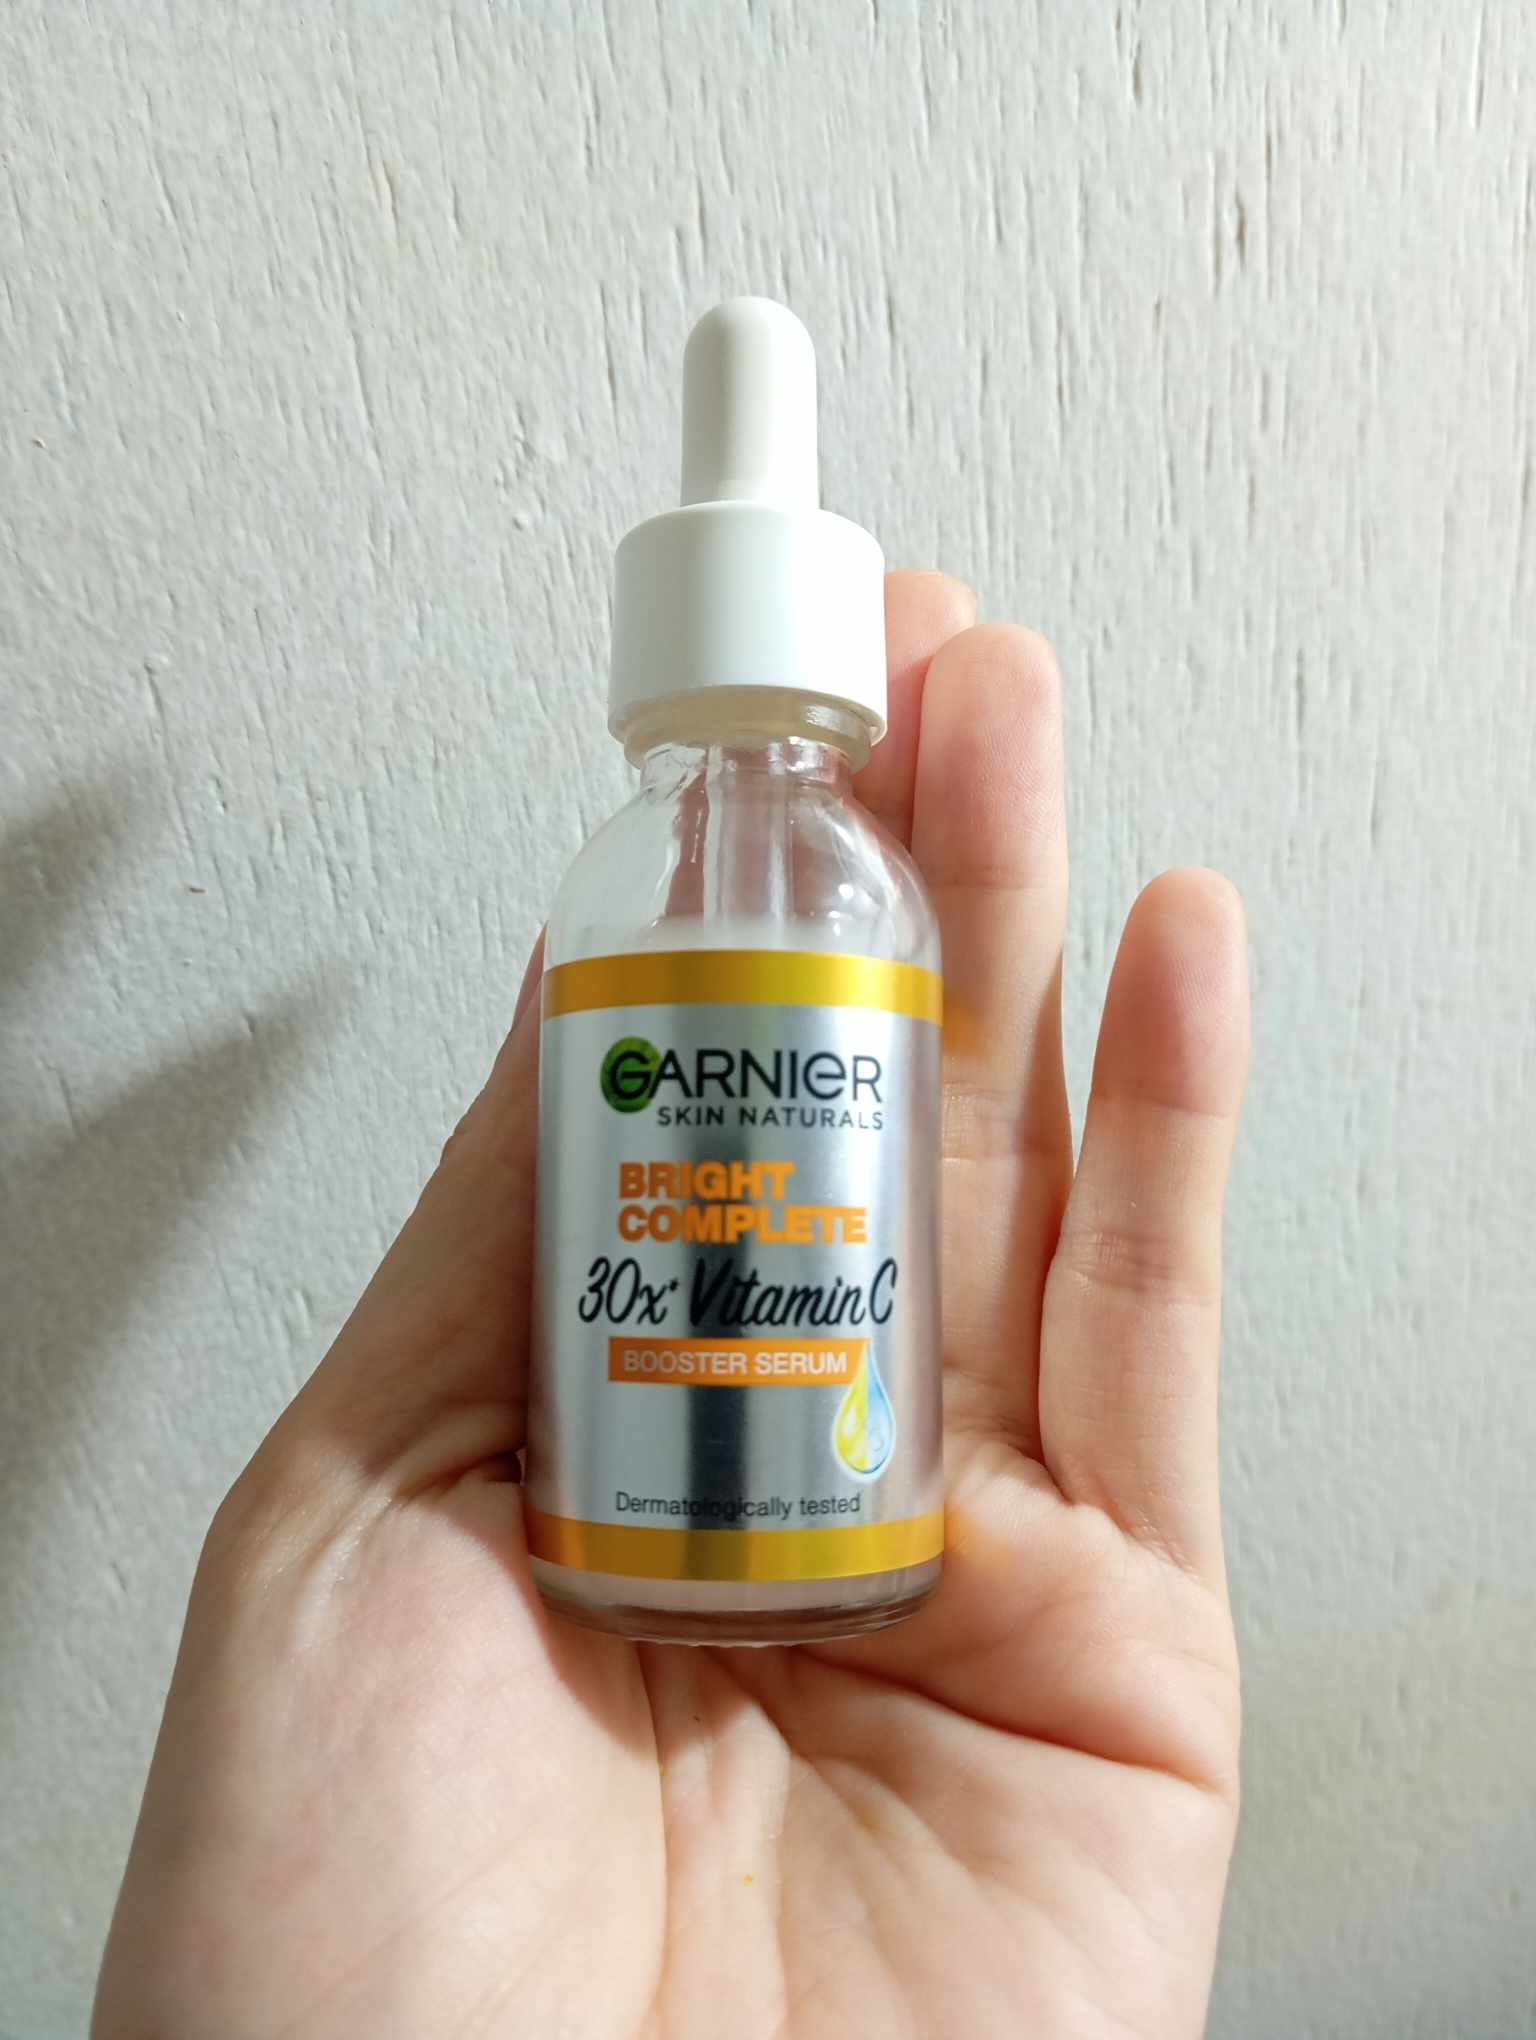 GARNIER
SKIN NATURALS
BRIGHT
COMPLETE
30x* Vitamin C
BOOSTER SERUM
Dermatologically tested